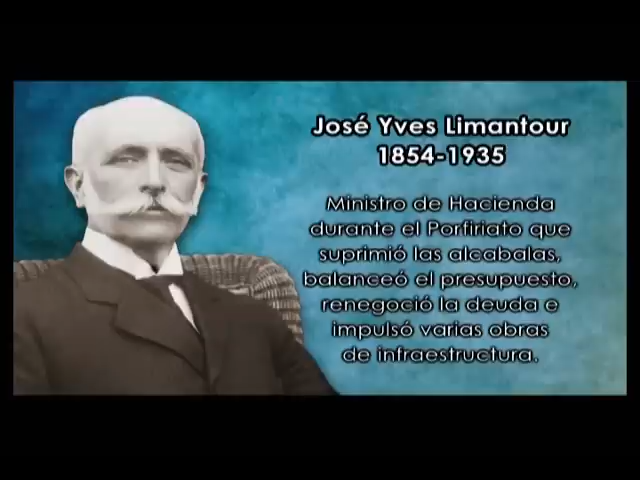 José Yves Limantour
1854-1935
Ministro de Hacienda
durante el Porfiriato que
suprimió las alcabalas,
balanceó el presupuesto,
renegoció la deuda e
impulsó varias obras
de infraestructura.